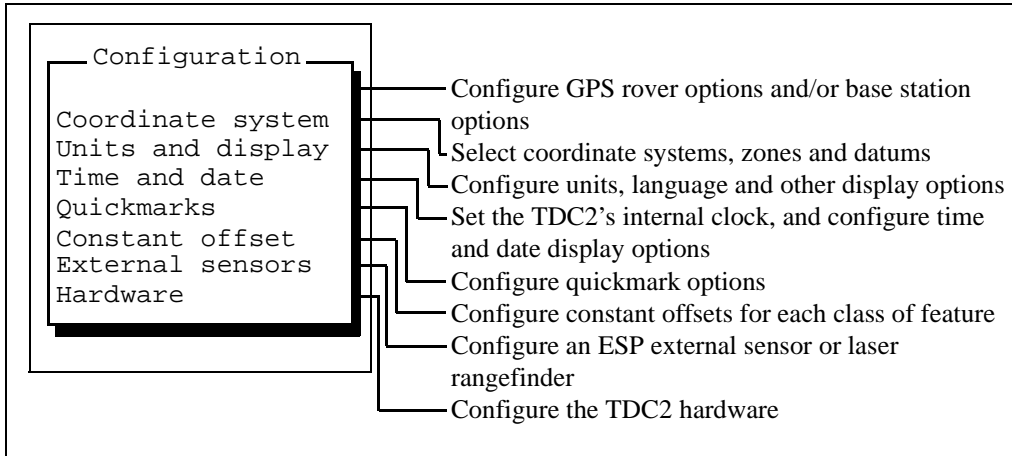 Configuration
Coordinate system
Units and display
Time and date
Quickmarks
Constant offset
External sensors
Hardware
Configure GPS rover options and/or base station
options
Select coordinate systems, zones and datums
Configure units, language and other display options
Set the TDC2's internal clock, and configure time
and date display options
Configure quickmark options
Configure constant offsets for each class of feature
Configure an ESP external sensor or laser
rangefinder
Configure the TDC2 hardware